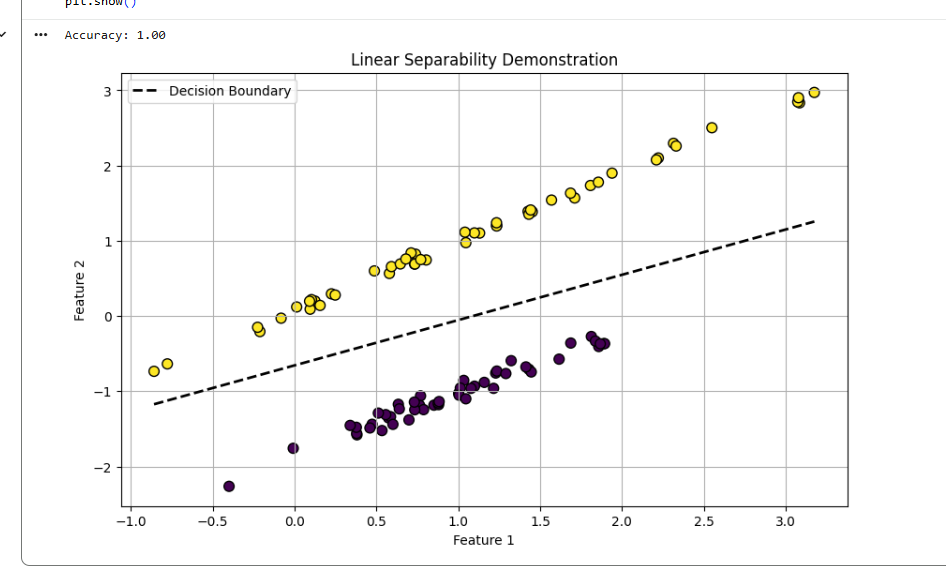 plt.show()
Accuracy: 1.00
Linear Separability Demonstration
Decision Boundary
3
2
1
0
−1
−2
Feature 2
−1.0 −0.5 0.0 0.5 1.0 1.5 2.0 2.5 3.0
Feature 1